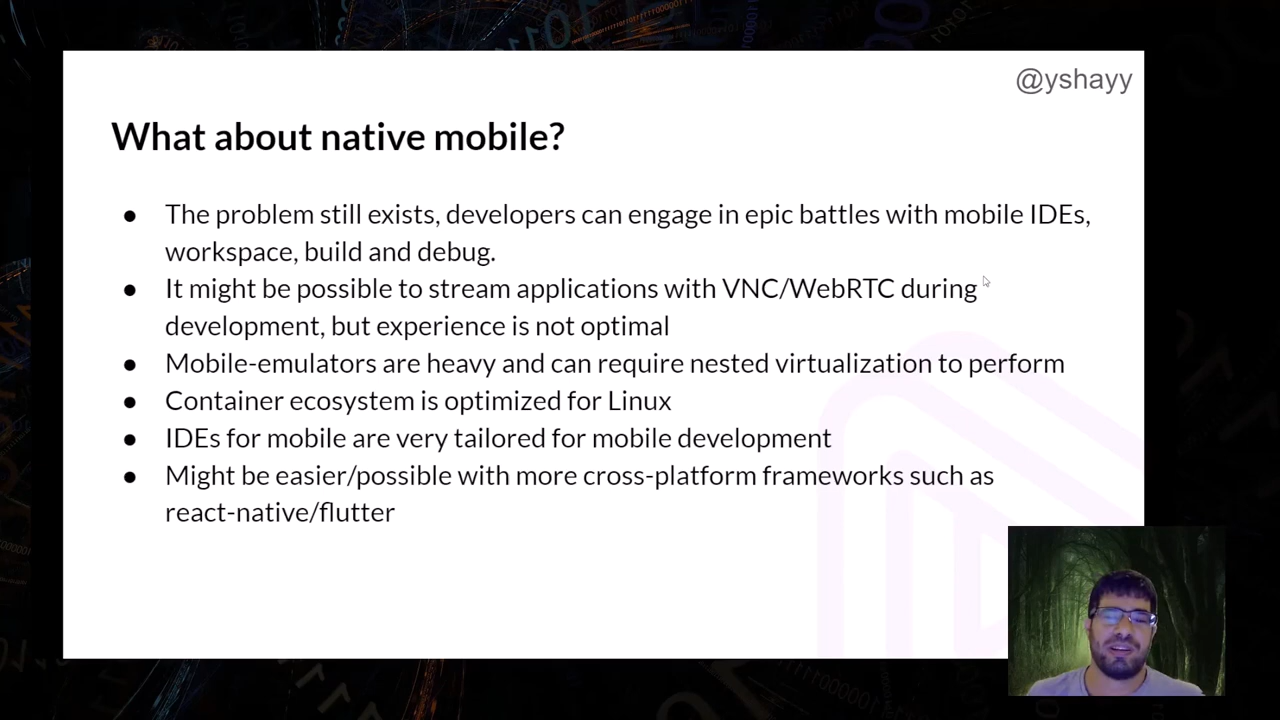 @yshayy
What about native mobile?
● The problem still exists, developers can engage in epic battles with mobile IDEs,
workspace, build and debug.
● It might be possible to stream applications with VNC/WebRTC during
development, but experience is not optimal
● Mobile-emulators are heavy and can require nested virtualization to perform
● Container ecosystem is optimized for Linux
● IDEs for mobile are very tailored for mobile development
● Might be easier/possible with more cross-platform frameworks such as
react-native/flutter